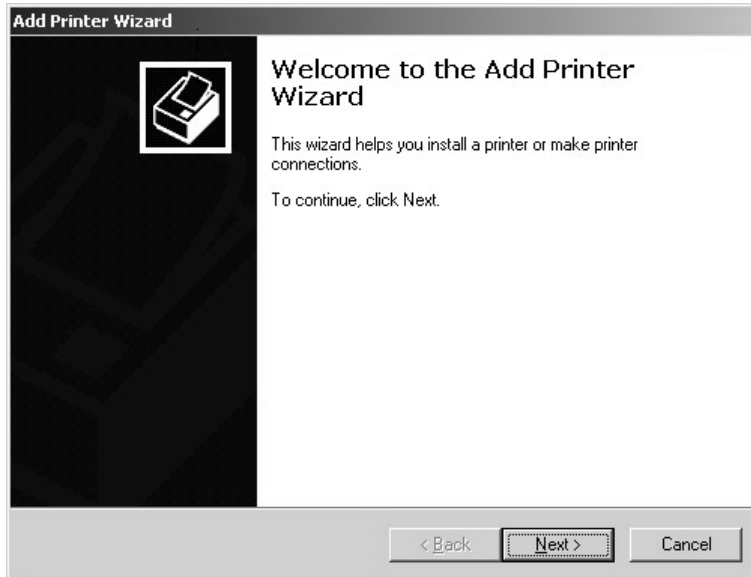 Add Printer Wizard
Welcome to the Add Printer
Wizard
This wizard helps you install a printer or make printer
connections.
To continue, click Next.
< Back
Next >
Cancel